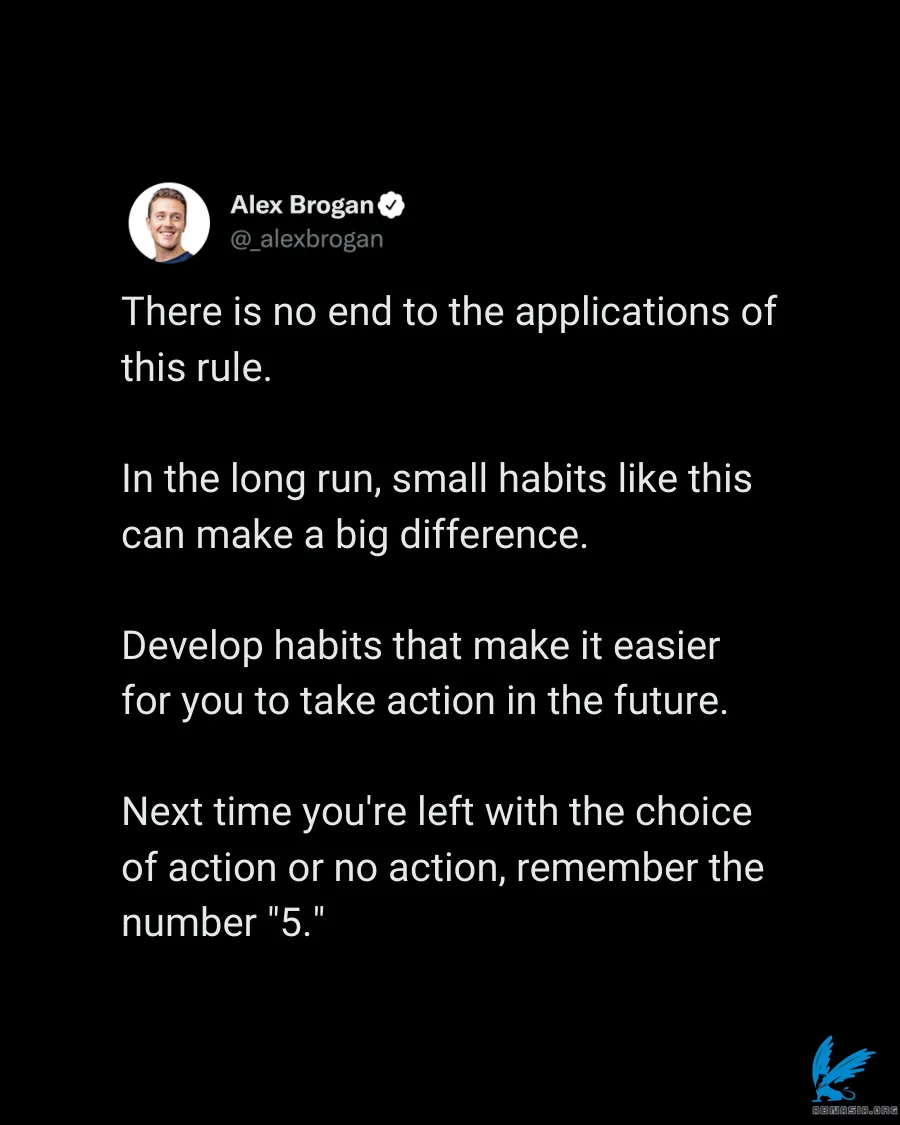 Alex Brogan
@_alexbrogan
There is no end to the applications of
this rule.
In the long run, small habits like this
can make a big difference.
Develop habits that make it easier
for you to take action in the future.
Next time you're left with the choice
of action or no action, remember the
number "5."
ABNASIA.ORG